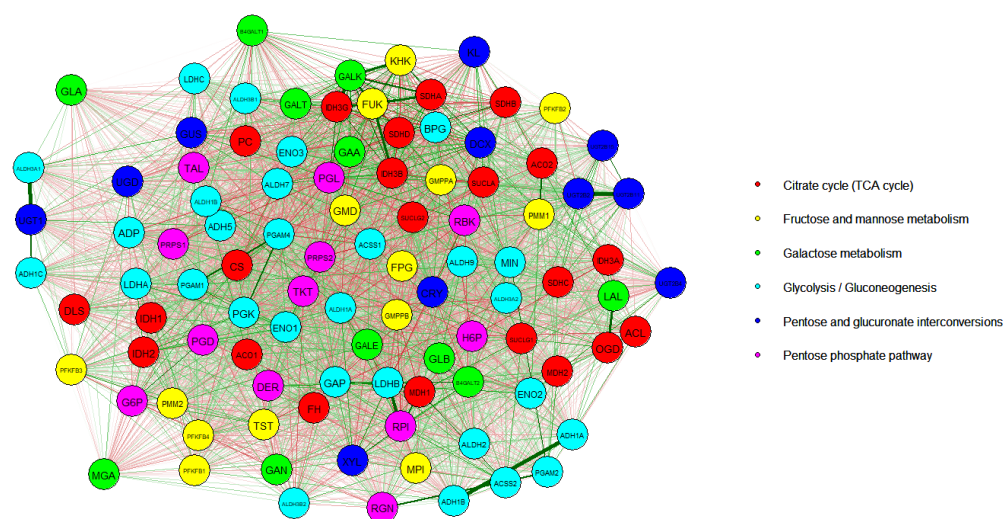 B4GALT1
KL
KHK
GALK
LDHC
GLA
SDHA
ALDH3B1
GALT
IDH3G
FUK
SDHB
PFKFB2
BPG
GUS
PC
SDHD
OCX
ENO3
GAA
ACO2
TAL
PGL
IDH3B
GMPPA
SUCLA
ALDH3A1
ALDH7
UGD
ALDH1B
GMD
Citrate cycle (TCA cycle)
Fructose and mannose metabolism
Galactose metabolism
Glycolysis / Gluconeogenesis
Pentose and glucuronate interconversions
Pentose phosphate pathway
SUCLG2
RBK
PMM1
ADH5
ADP
PGAM4
PRPS1
ACSS1
PRPS2
ADH1C
CS
FPG
ALDH9
MIN
IDH3A
LDHA
PGAM1
TKT
CRY
SDHC
LAL
DLS
IDH1
PGK
ENO1
ALDH1A
GMPPB
ACL
PGD
GALE
H6P
SUCLG1
OGD
IDH2
ACO1
GLB
PFKFB3
MDH2
DER
GAP
LDHB
MDH1
B4GALT2
ENO2
G6P
PMM2
FH
TST
RPI
PFKFB4
ALDH2
ADH1A
XYL
MGA
PFKFB1
GAN
MPI
PGAM2
ACSS2
ALDH3B2
RGN
ADH1B